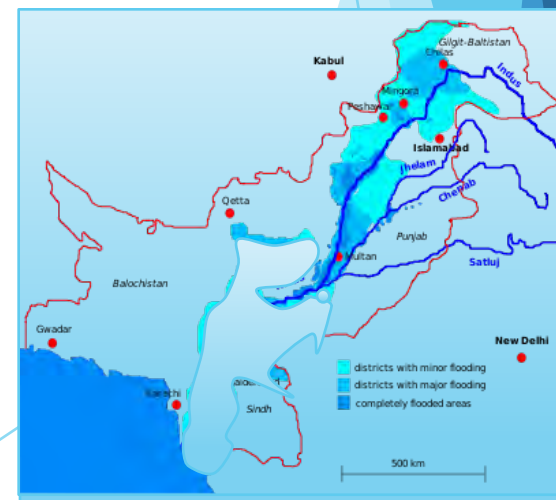 Gilgit-Baltistan
Chilas
Kabul
Indus
Mingora
Peshawar
Islamabad
Jhelam
Chenab
Qetta
Punjab
Multan
Satluj
Balochistan
Gwadar
New Delhi
districts with minor flooding
districts with major flooding
completely flooded areas
Karachi
Sindh
500 km